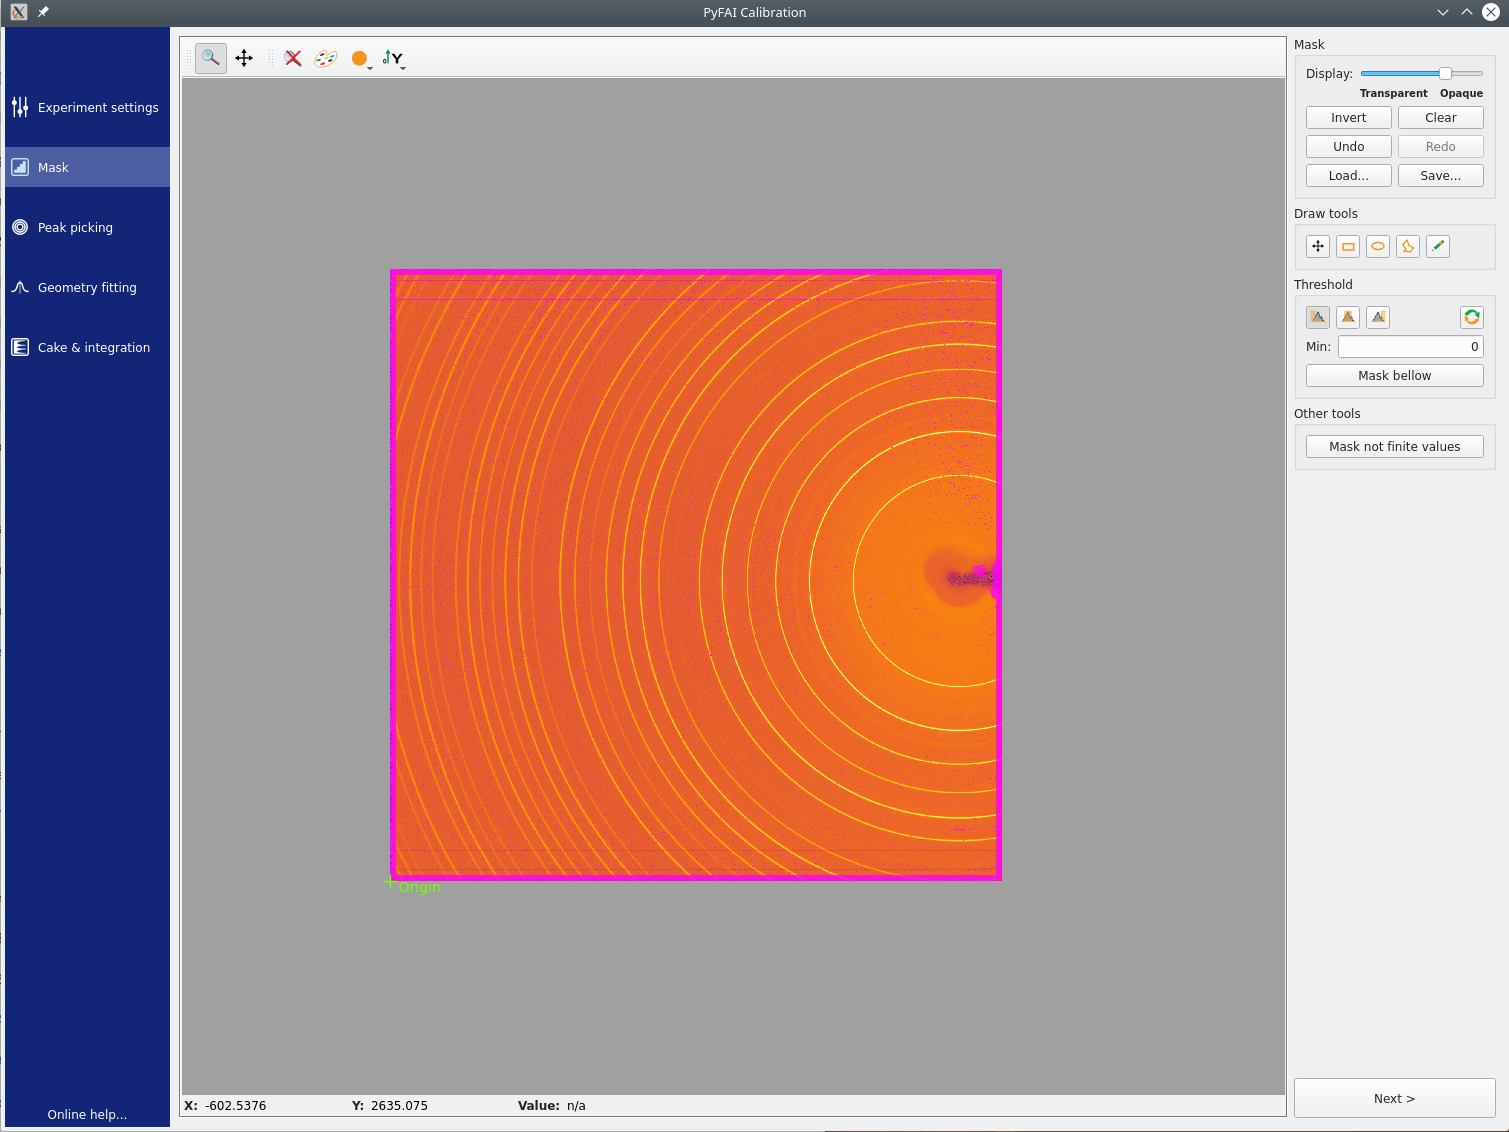 PyFAI Calibration
Experiment settings
Mask
Peak picking
Geometry fitting
Cake & integration
Online help...
Y
Origin
X: -602.5376 Y: 2635.075 Value: n/a
Mask
Display:
Transparent Opaque
Invert Clear
Undo Redo
Load... Save...
Draw tools
Threshold
Min: 0
Mask bellow
Other tools
Mask not finite values
Next >